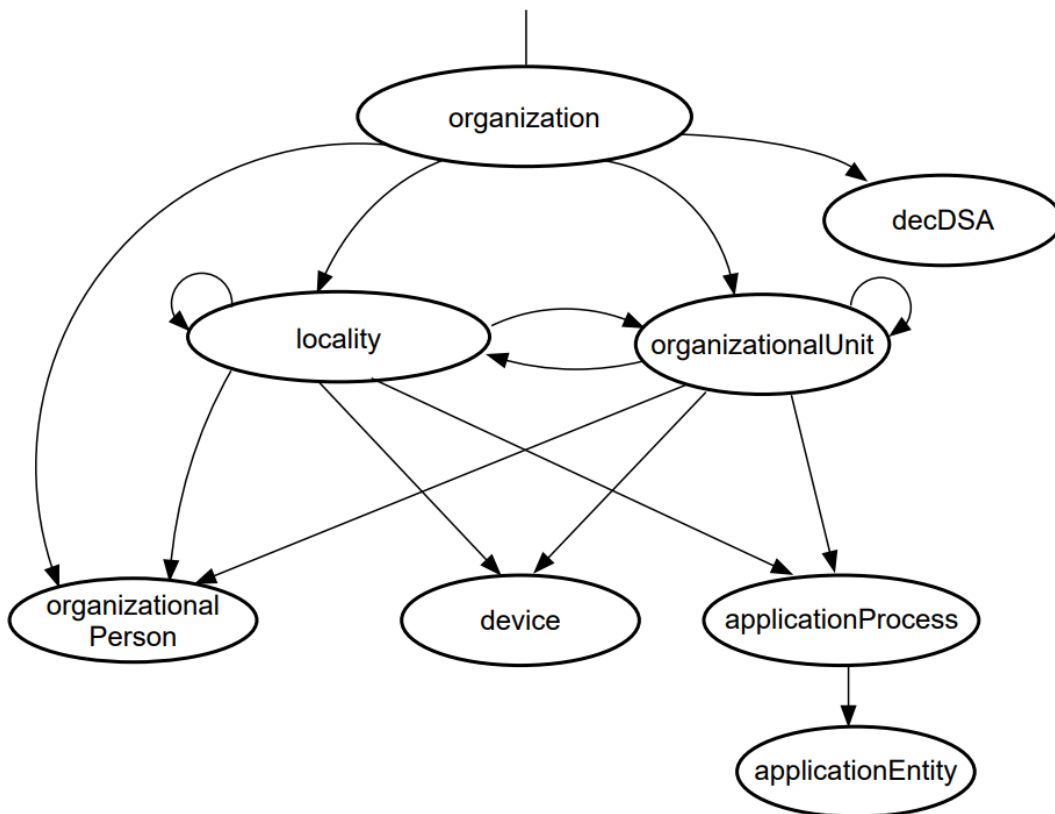 organization
decDSA
locality
organizationalUnit
organizational
Person
device
applicationProcess
applicationEntity